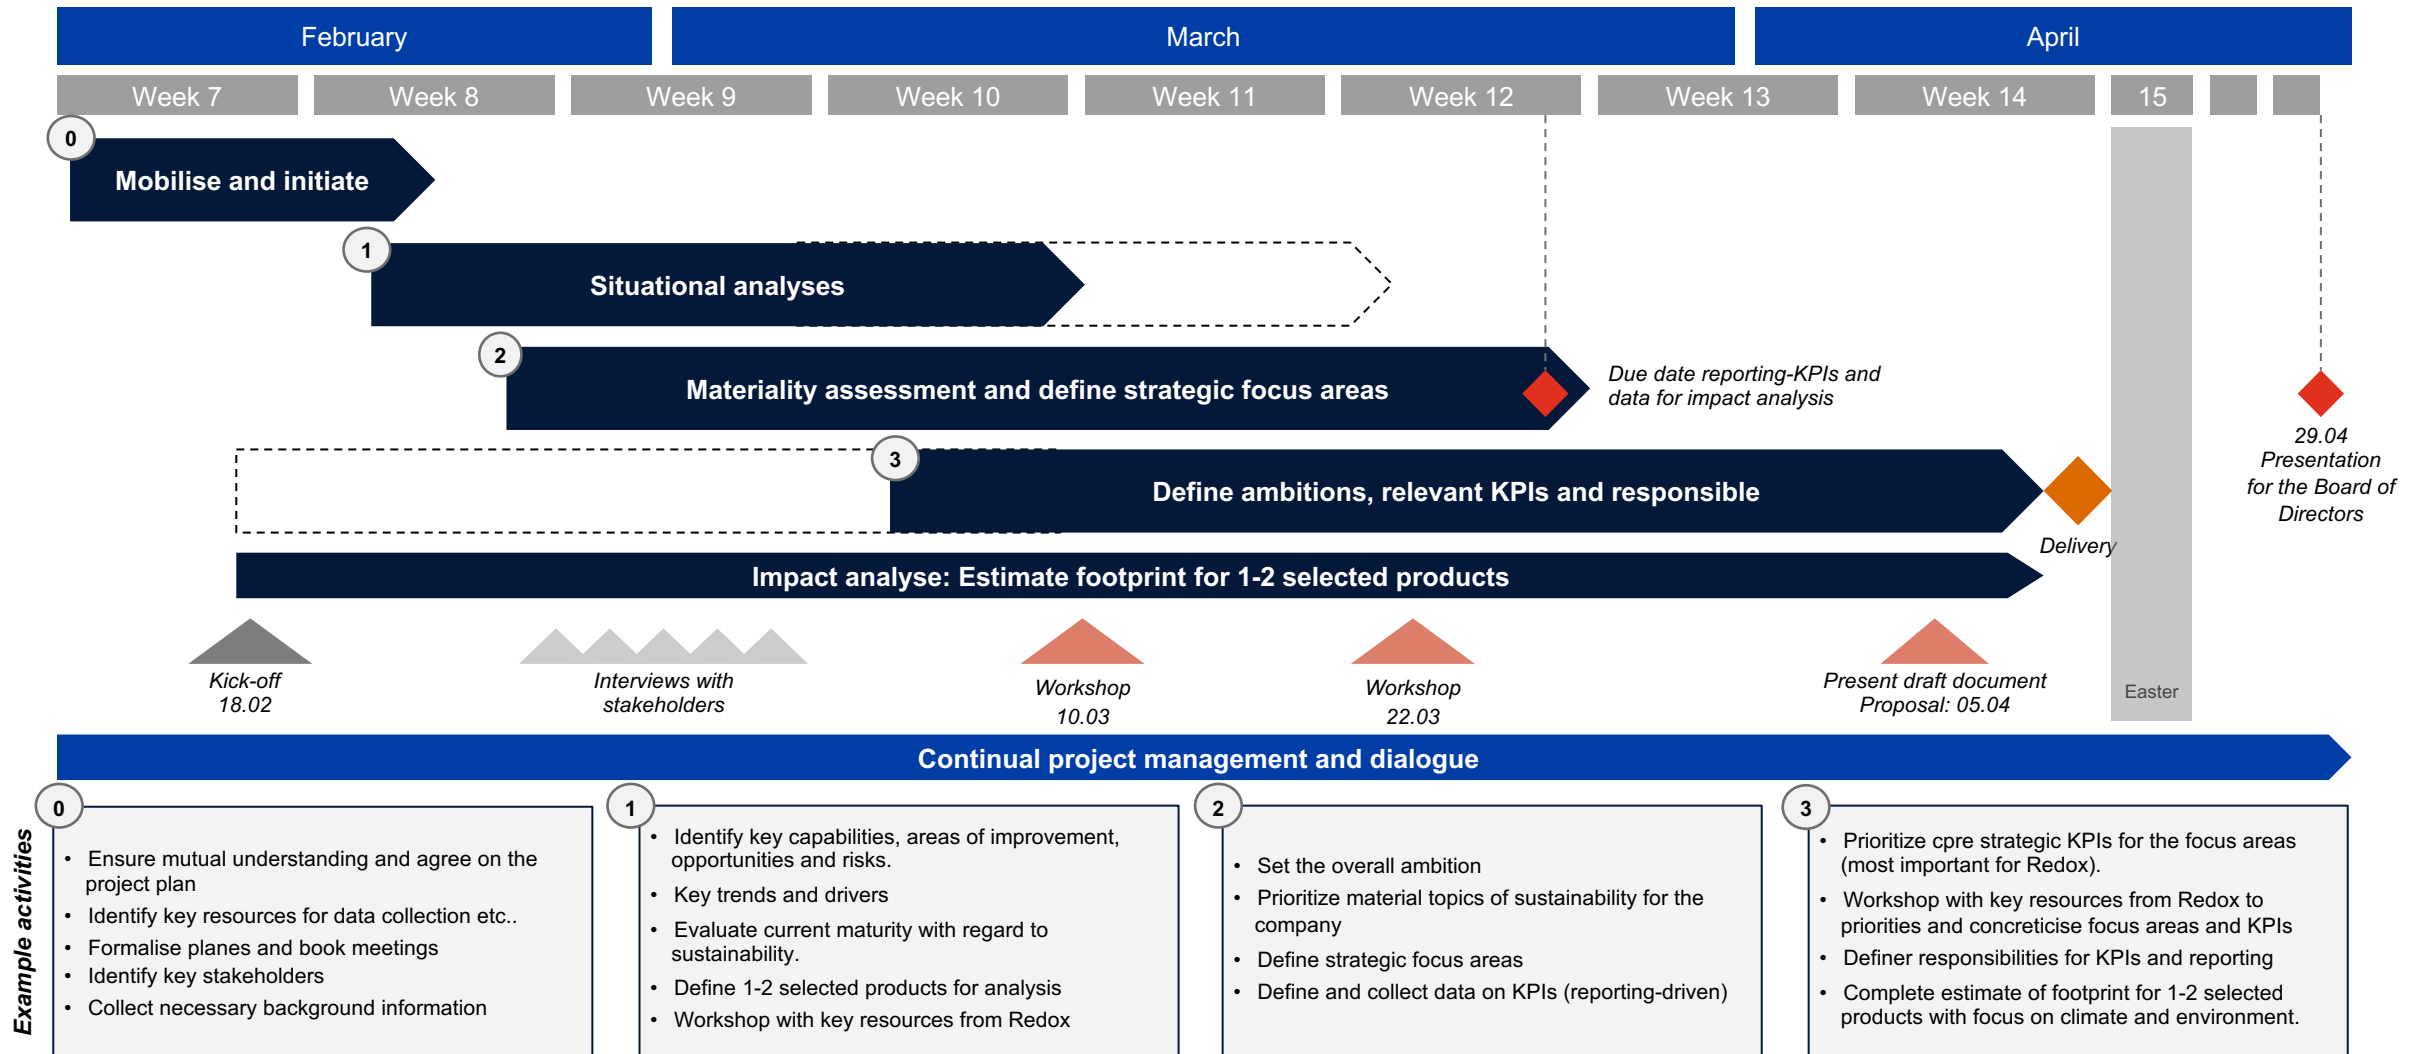 February
March
April
Week 7
Week 8
Week 9
Week 10
Week 11
Week 12
Week 13
Week 14
15
0
Mobilise and initiate
1
Situational analyses
2
Materiality assessment and define strategic focus areas
Due date reporting-KPIs and
data for impact analysis
29.04
Presentation
for the Board of
Directors
3
Define ambitions, relevant KPIs and responsible
Delivery
Impact analyse: Estimate footprint for 1-2 selected products
Kick-off
18.02
Interviews with
stakeholders
Workshop
10.03
Workshop
22.03
Present draft document
Proposal: 05.04
Easter
Continual project management and dialogue
Example activities
0
• Ensure mutual understanding and agree on the
project plan
• Identify key resources for data collection etc..
• Formalise planes and book meetings
• Identify key stakeholders
• Collect necessary background information
1
• Identify key capabilities, areas of improvement,
opportunities and risks.
• Key trends and drivers
• Evaluate current maturity with regard to
sustainability.
• Define 1-2 selected products for analysis
• Workshop with key resources from Redox
2
• Set the overall ambition
• Prioritize material topics of sustainability for the
company
• Define strategic focus areas
• Define and collect data on KPIs (reporting-driven)
3
• Prioritize cpre strategic KPIs for the focus areas
(most important for Redox).
• Workshop with key resources from Redox to
priorities and concreticise focus areas and KPIs
• Definer responsibilities for KPIs and reporting
• Complete estimate of footprint for 1-2 selected
products with focus on climate and environment.